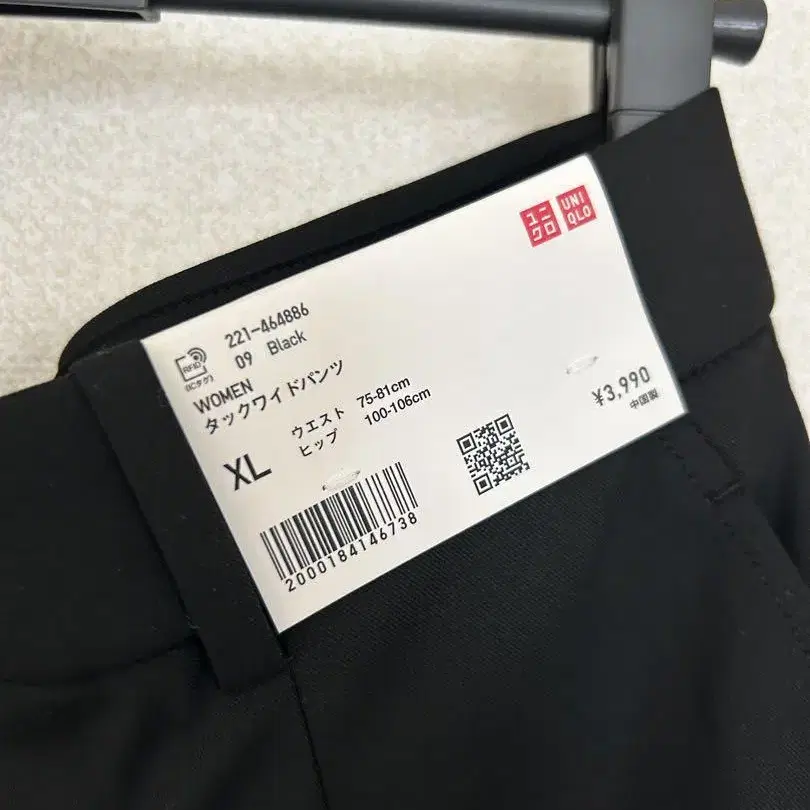 ユニ
クロ
UNI
QLO
221-464886
09 Black
RFID
(ICタグ)
WOMEN
タックワイドパンツ
XL
ウエスト 75-81cm
ヒップ 100-106cm
¥3,990
中国製
2000184146738